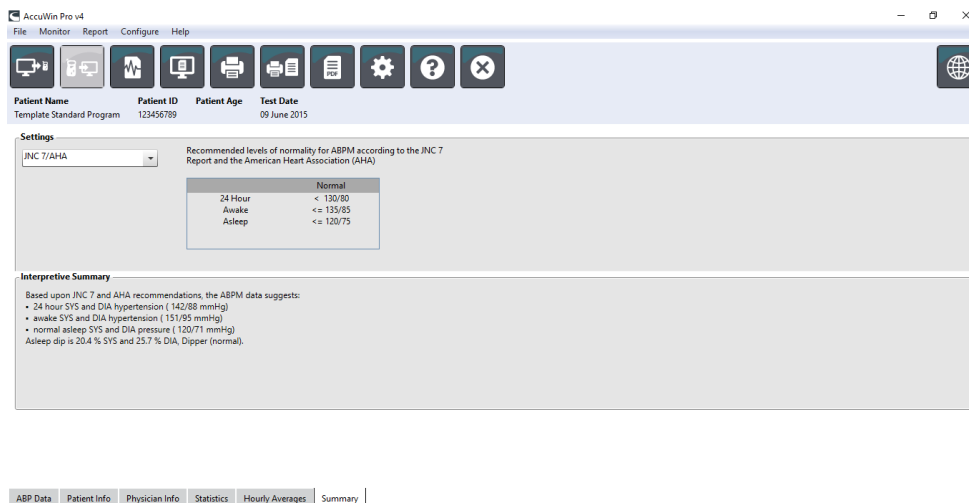 AccuWin Pro v4
File Monitor Report Configure Help
PDF
Patient Name Patient ID Patient Age Test Date
Template Standard Program 123456789 09 June 2015
Settings
JNC 7/AHA
Recommended levels of normality for ABPM according to the JNC 7
Report and the American Heart Association (AHA)
Normal
24 Hour < 130/80
Awake <= 135/85
Asleep <= 120/75
Interpretive Summary
Based upon JNC 7 and AHA recommendations, the ABPM data suggests:
• 24 hour SYS and DIA hypertension ( 142/88 mmHg)
• awake SYS and DIA hypertension ( 151/95 mmHg)
• normal asleep SYS and DIA pressure ( 120/71 mmHg)
Asleep dip is 20.4 % SYS and 25.7 % DIA, Dipper (normal).
ABP Data Patient Info Physician Info Statistics Hourly Averages Summary